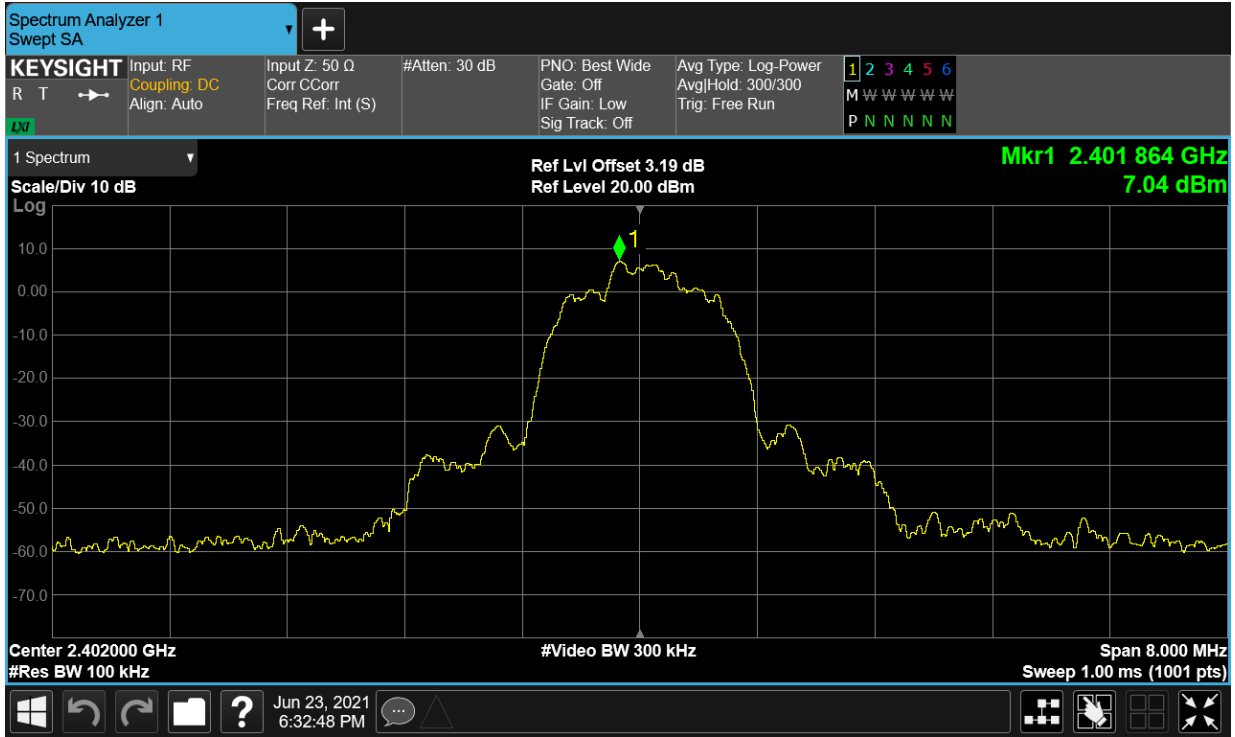 Spectrum Analyzer 1
Swept SA
KEYSIGHT
R T
LXI
Input: RF
Coupling: DC
Align: Auto
Input Z: 50 Ω
Corr CCorr
Freq Ref: Int (S)
#Atten: 30 dB
PNO: Best Wide
Gate: Off
IF Gain: Low
Sig Track: Off
Avg Type: Log-Power
Avg|Hold: 300/300
Trig: Free Run
1 2 3 4 5 6
M W W W W W
P N N N N N
1 Spectrum
Scale/Div 10 dB
Log
Ref Lvl Offset 3.19 dB
Ref Level 20.00 dBm
Mkr1 2.401 864 GHz
7.04 dBm
1
10.0
0.00
-10.0
-20.0
-30.0
-40.0
-50.0
-60.0
-70.0
Center 2.402000 GHz
#Res BW 100 kHz
#Video BW 300 kHz
Span 8.000 MHz
Sweep 1.00 ms (1001 pts)
?
Jun 23, 2021
6:32:48 PM